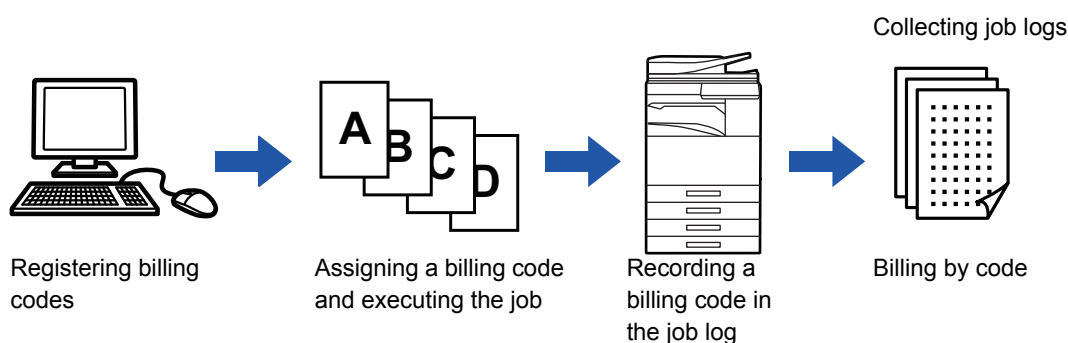 Collecting job logs
A
B
C
D
Registering billing
codes
Assigning a billing code
and executing the job
Recording a
billing code in
the job log
Billing by code